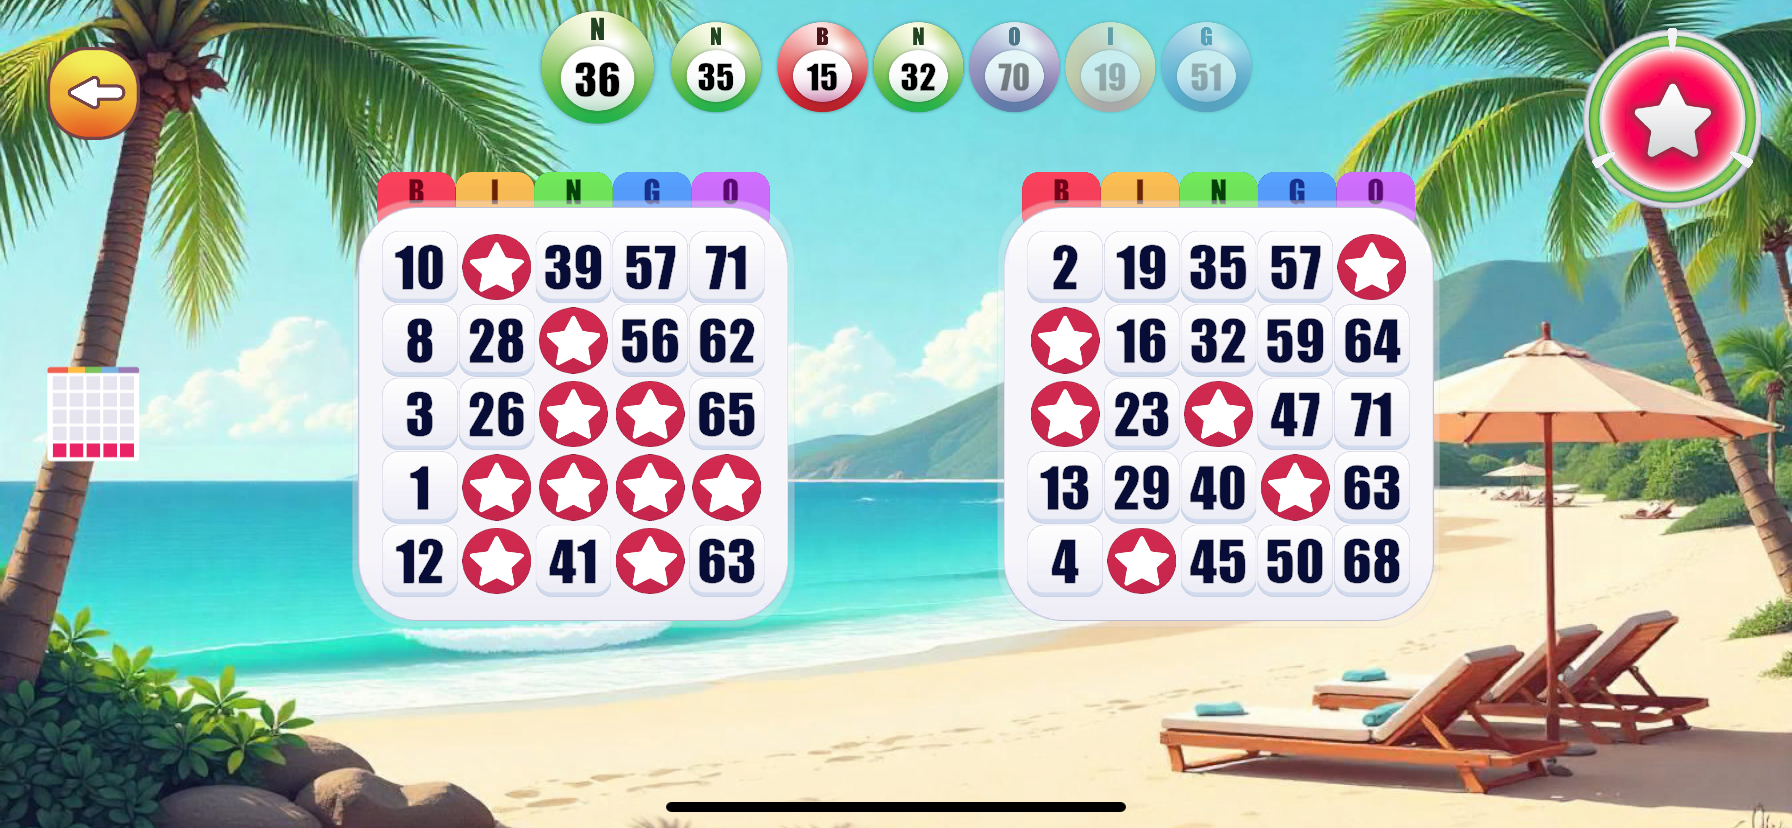 N N B N O I G
36 35 15 32 70 19 51
B I N G O
10 39 57 71
8 28 56 62
3 26 65
1
12 41 63
B I N G O
2 19 35 57
16 32 59 64
23 47 71
13 29 40 63
4 45 50 68